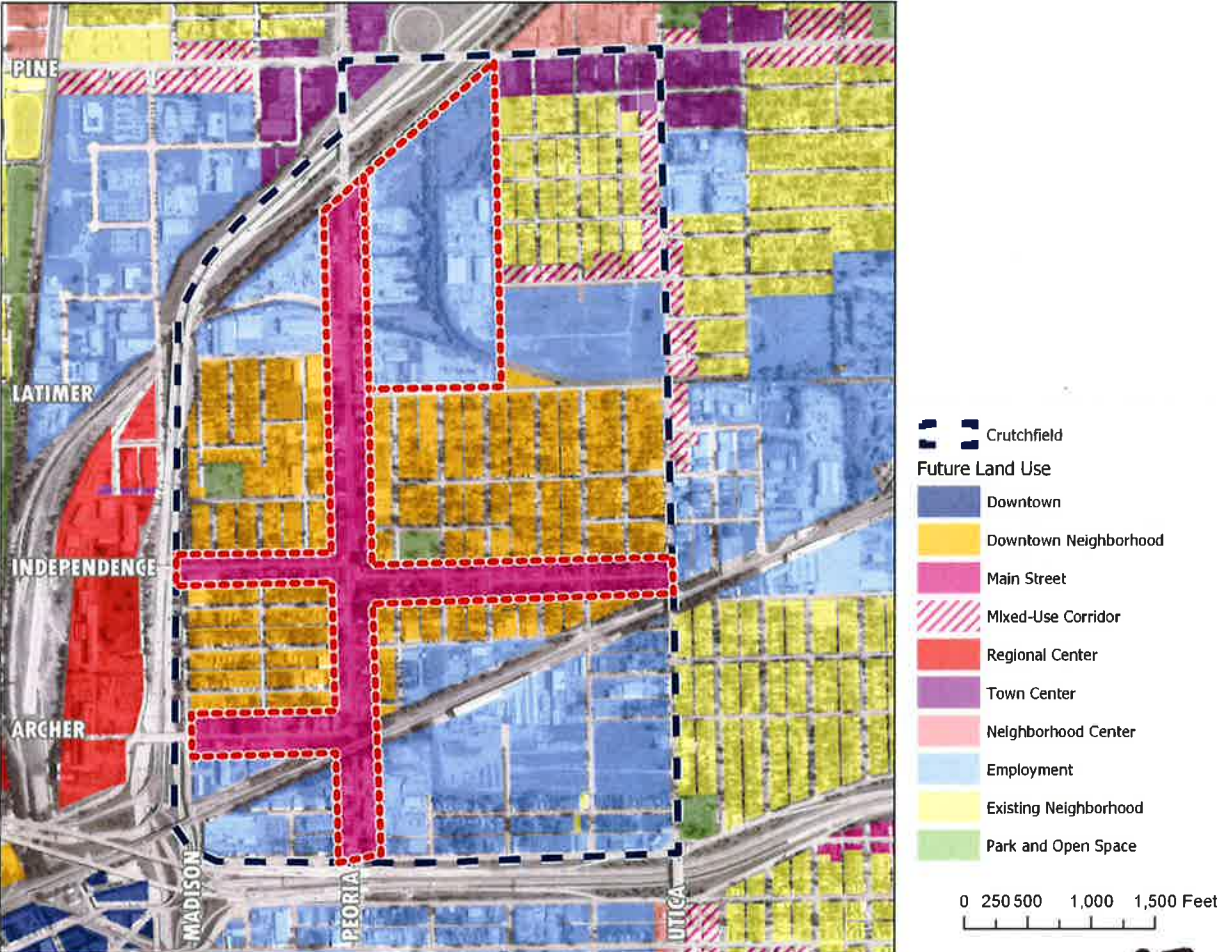 PINE
LATIMER
INDEPENDENCE
ARCHER
MADISON
PEORIA
UTICA
Crutchfield
Future Land Use
Downtown
Downtown Neighborhood
Main Street
Mixed-Use Corridor
Regional Center
Town Center
Neighborhood Center
Employment
Existing Neighborhood
Park and Open Space
0 250 500 1,000 1,500 Feet